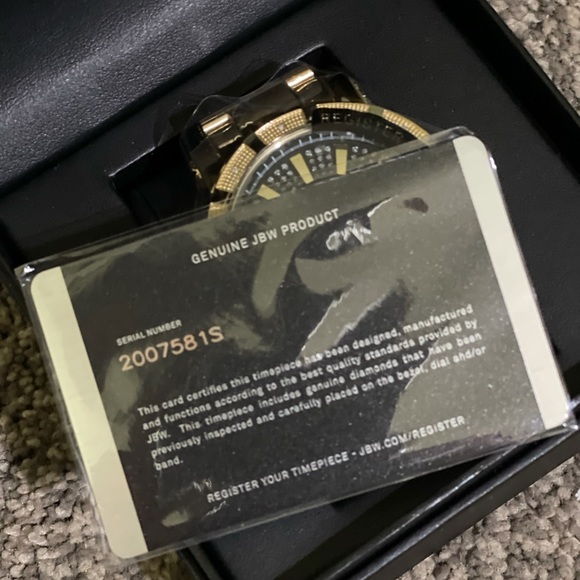 GENUINE JBW PRODUCT
SERIAL NUMBER
2007581S
This card certifies this timepiece has been designed, manufactured
and functions according to the best quality standards provided by
JBW. This timepiece includes genuine diamonds that have been
previously inspected and carefully placed on the bezel, dial and/or
band.
REGISTER YOUR TIMEPIECE - JBW.COM/REGISTER